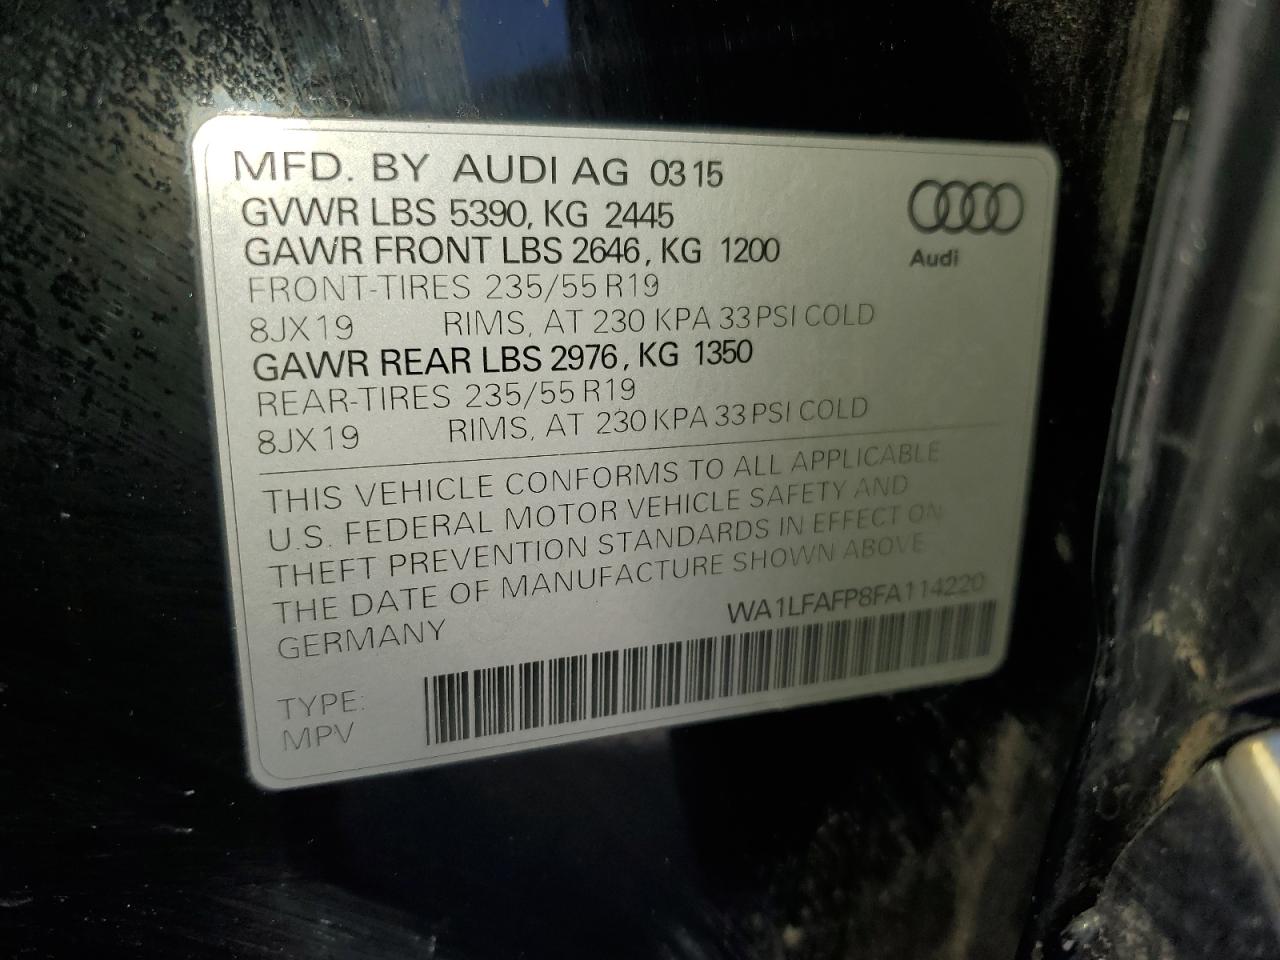 MFD. BY AUDI AG 0315
GVWR LBS 5390, KG 2445
GAWR FRONT LBS 2646, KG 1200
FRONT-TIRES 235/55 R19
8JX19 RIMS, AT 230 KPA 33 PSI COLD
GAWR REAR LBS 2976, KG 1350
REAR-TIRES 235/55 R19
8JX19 RIMS, AT 230 KPA 33 PSI COLD
Audi
THIS VEHICLE CONFORMS TO ALL APPLICABLE
U.S. FEDERAL MOTOR VEHICLE SAFETY AND
THEFT PREVENTION STANDARDS IN EFFECT ON
THE DATE OF MANUFACTURE SHOWN ABOVE
GERMANY
WA1LFAFP8FA114220
TYPE:
MPV